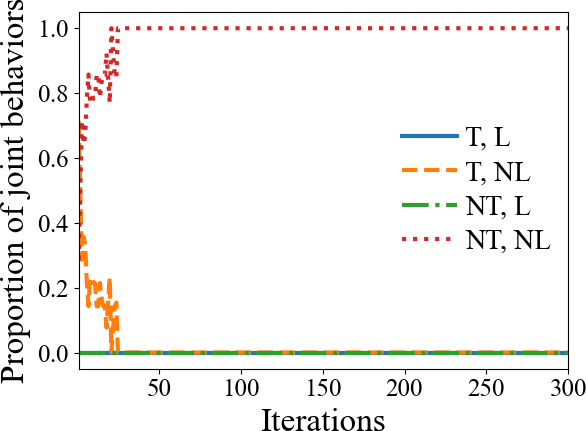 Proportion of joint behaviors
1.0
0.8
0.6
0.4
0.2
0.0
T, L
T, NL
NT, L
NT, NL
50 100 150 200 250 300
Iterations